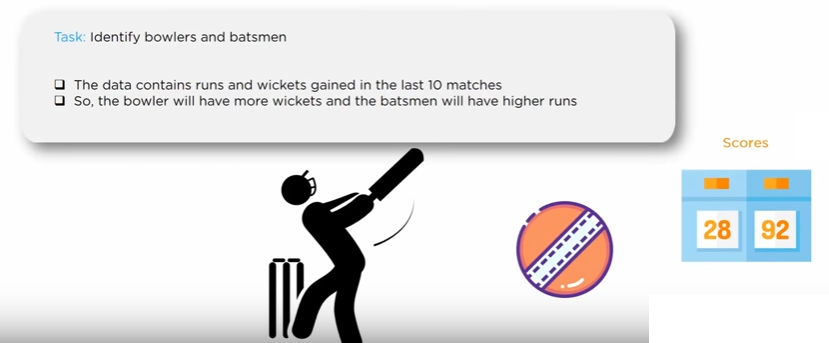 Task: Identify bowlers and batsmen
❑ The data contains runs and wickets gained in the last 10 matches
❑ So, the bowler will have more wickets and the batsmen will have higher runs
Scores
28 92